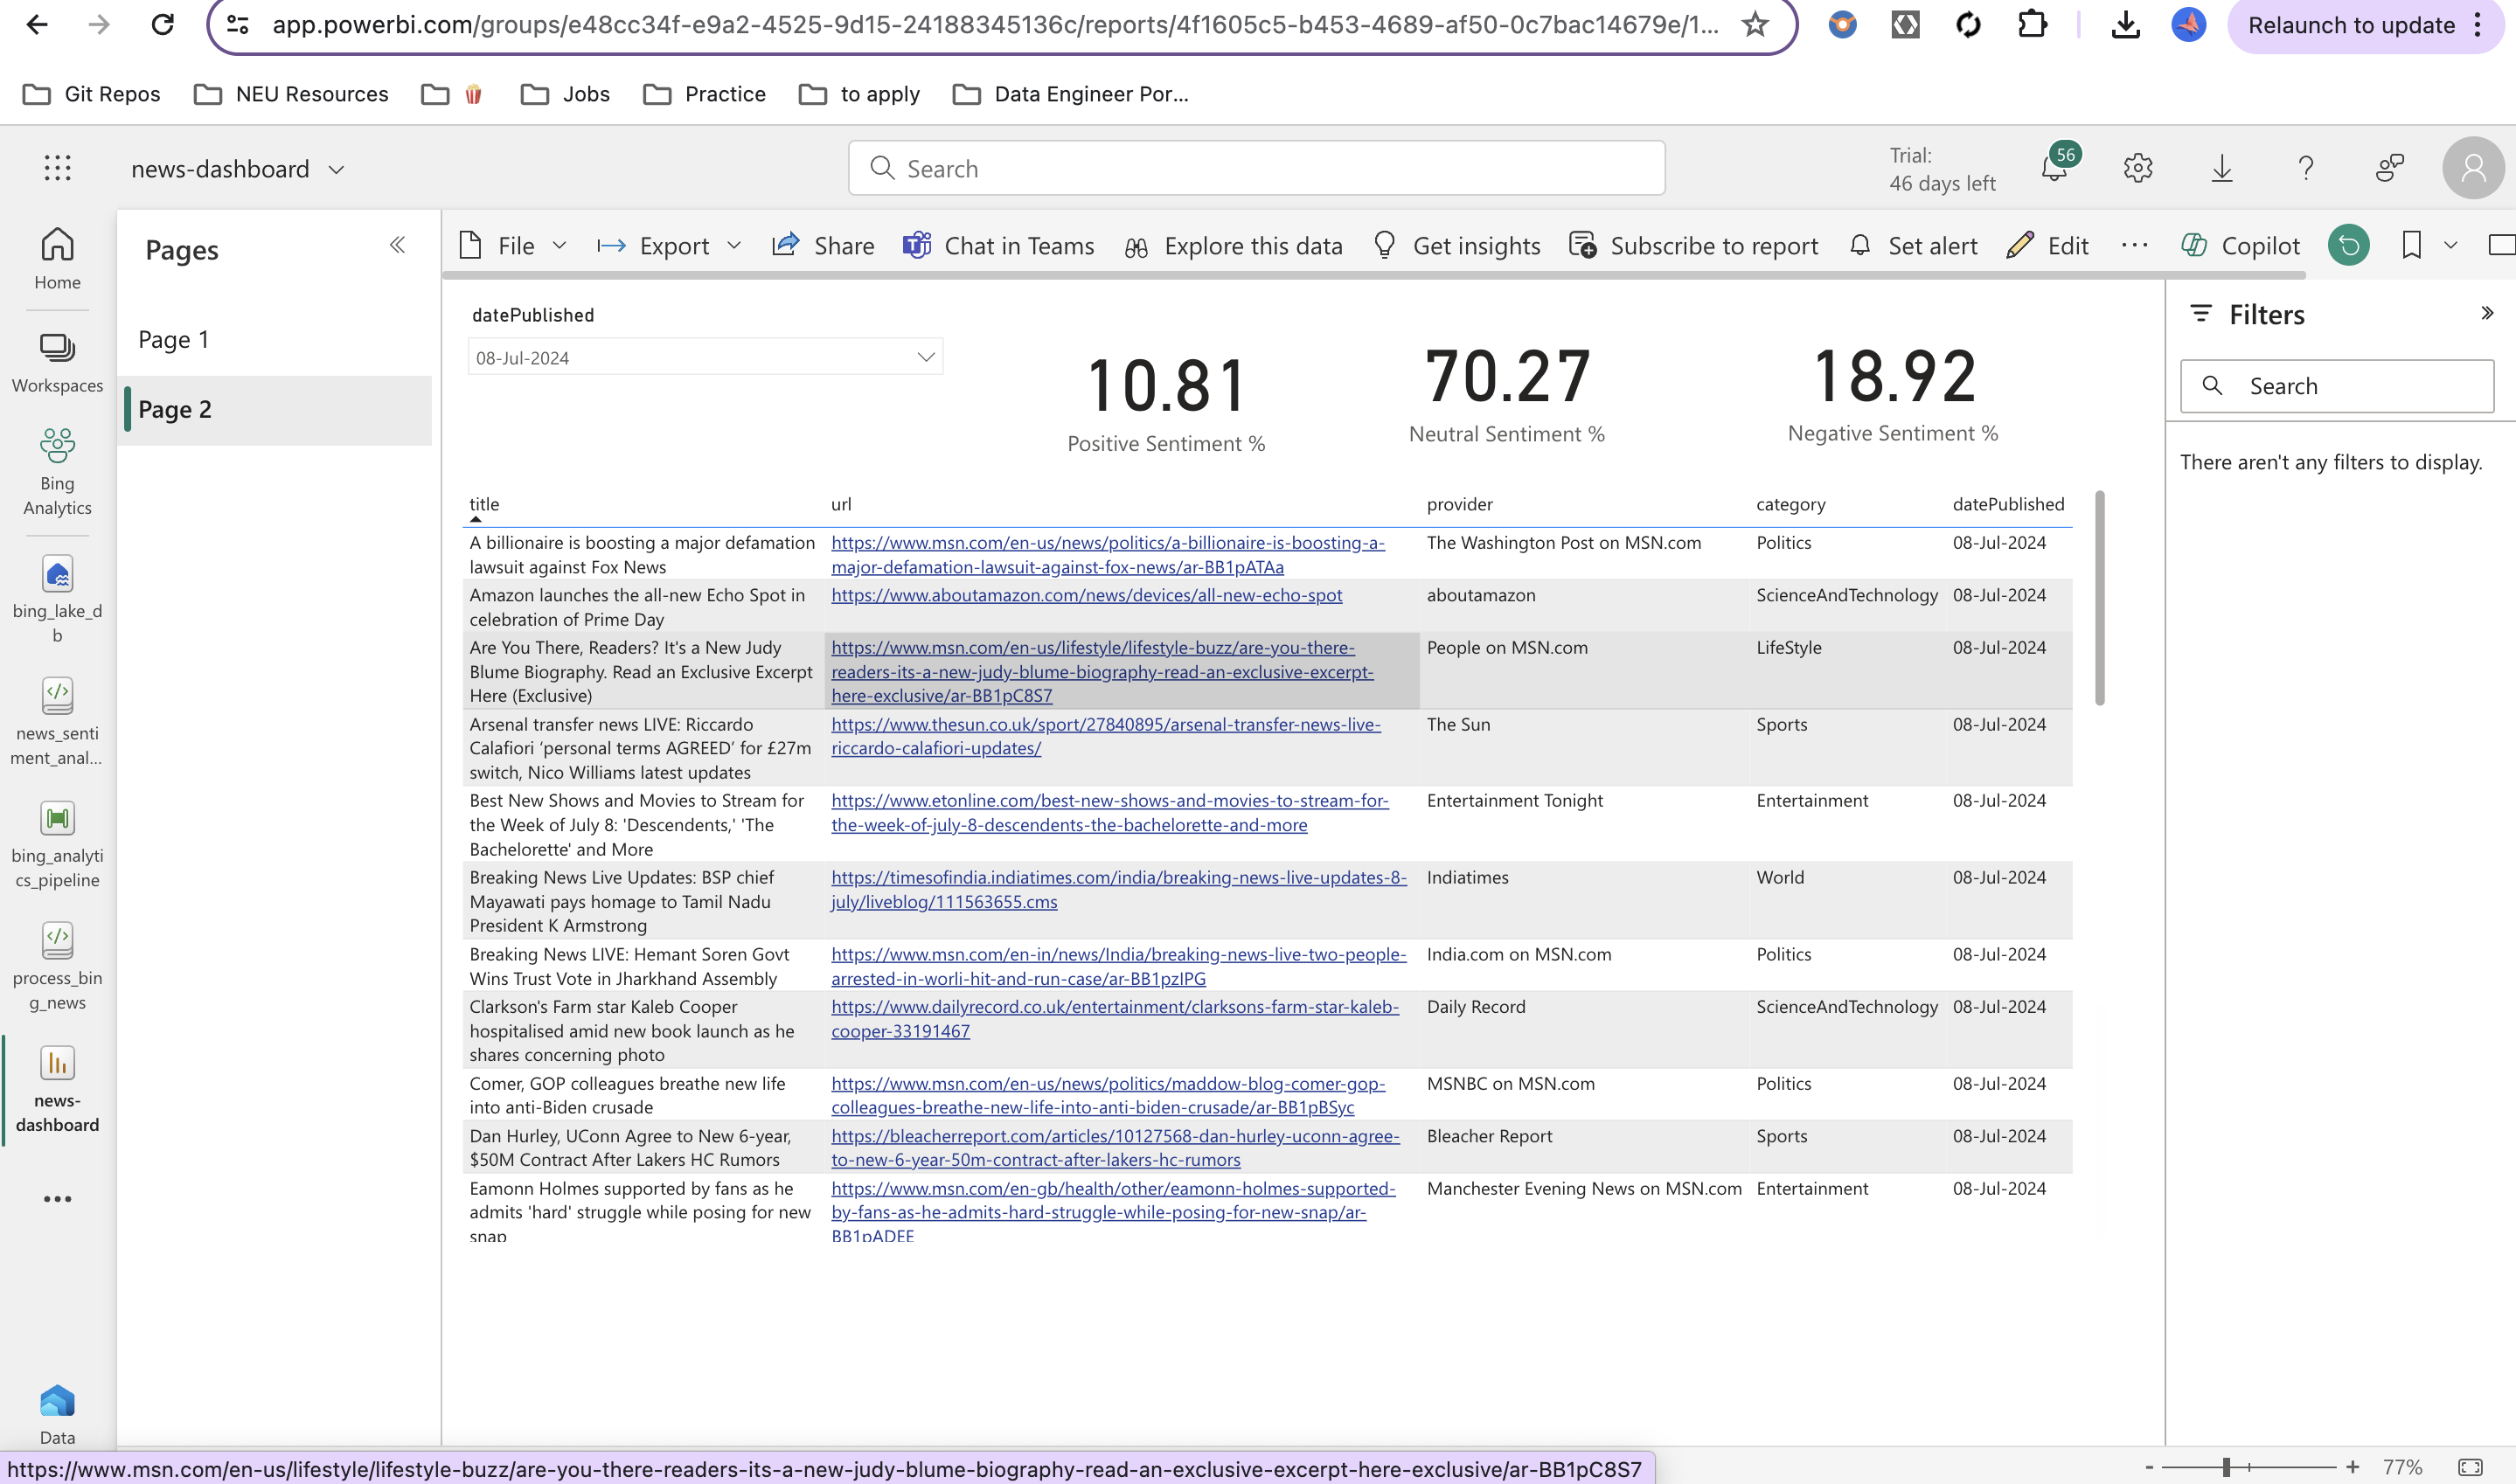 app.powerbi.com/groups/e48cc34f-e9a2-4525-9d15-24188345136c/reports/4f1605c5-b453-4689-af50-0c7bac14679e/1...
Relaunch to update
Git Repos
NEU Resources
Jobs
Practice
to apply
Data Engineer Por...
news-dashboard
Search
Trial:
46 days left
56
Home
Workspaces
Bing
Analytics
bing_lake_d
b
news_senti
ment_anal...
bing_analyti
cs_pipeline
process_bin
g_news
news-
dashboard
Data
Pages
Page 1
Page 2
File
Export
Share
Chat in Teams
Explore this data
Get insights
Subscribe to report
Set alert
Edit
Copilot
datePublished
08-Jul-2024
10.81
Positive Sentiment %
70.27
Neutral Sentiment %
18.92
Negative Sentiment %
title url provider category datePublished
A billionaire is boosting a major defamation https://www.msn.com/en-us/news/politics/a-billionaire-is-boosting-a- The Washington Post on MSN.com Politics 08-Jul-2024
lawsuit against Fox News major-defamation-lawsuit-against-fox-news/ar-BB1pATAa
Amazon launches the all-new Echo Spot in https://www.aboutamazon.com/news/devices/all-new-echo-spot aboutamazon ScienceAndTechnology 08-Jul-2024
celebration of Prime Day
Are You There, Readers? It's a New Judy https://www.msn.com/en-us/lifestyle/lifestyle-buzz/are-you-there- People on MSN.com LifeStyle 08-Jul-2024
Blume Biography. Read an Exclusive Excerpt readers-its-a-new-judy-blume-biography-read-an-exclusive-excerpt-
Here (Exclusive) here-exclusive/ar-BB1pC8S7
Arsenal transfer news LIVE: Riccardo https://www.thesun.co.uk/sport/27840895/arsenal-transfer-news-live- The Sun Sports 08-Jul-2024
Calafiori ‘personal terms AGREED’ for £27m riccardo-calafiori-updates/
switch, Nico Williams latest updates
Best New Shows and Movies to Stream for https://www.etonline.com/best-new-shows-and-movies-to-stream-for- Entertainment Tonight Entertainment 08-Jul-2024
the Week of July 8: 'Descendents,' 'The the-week-of-july-8-descendents-the-bachelorette-and-more
Bachelorette' and More
Breaking News Live Updates: BSP chief https://timesofindia.indiatimes.com/india/breaking-news-live-updates-8- Indiatimes World 08-Jul-2024
Mayawati pays homage to Tamil Nadu july/liveblog/111563655.cms
President K Armstrong
Breaking News LIVE: Hemant Soren Govt https://www.msn.com/en-in/news/India/breaking-news-live-two-people- India.com on MSN.com Politics 08-Jul-2024
Wins Trust Vote in Jharkhand Assembly arrested-in-worli-hit-and-run-case/ar-BB1pzIPG
Clarkson's Farm star Kaleb Cooper https://www.dailyrecord.co.uk/entertainment/clarksons-farm-star-kaleb- Daily Record ScienceAndTechnology 08-Jul-2024
hospitalised amid new book launch as he cooper-33191467
shares concerning photo
Comer, GOP colleagues breathe new life https://www.msn.com/en-us/news/politics/maddow-blog-comer-gop- MSNBC on MSN.com Politics 08-Jul-2024
into anti-Biden crusade colleagues-breathe-new-life-into-anti-biden-crusade/ar-BB1pBSyc
Dan Hurley, UConn Agree to New 6-year, https://bleacherreport.com/articles/10127568-dan-hurley-uconn-agree- Bleacher Report Sports 08-Jul-2024
$50M Contract After Lakers HC Rumors to-new-6-year-50m-contract-after-lakers-hc-rumors
Eamonn Holmes supported by fans as he https://www.msn.com/en-gb/health/other/eamonn-holmes-supported- Manchester Evening News on MSN.com Entertainment 08-Jul-2024
admits 'hard' struggle while posing for new by-fans-as-he-admits-hard-struggle-while-posing-for-new-snap/ar-
snap BB1pADEE
Filters
Search
There aren't any filters to display.
https://www.msn.com/en-us/lifestyle/lifestyle-buzz/are-you-there-readers-its-a-new-judy-blume-biography-read-an-exclusive-excerpt-here-exclusive/ar-BB1pC8S7
- + 77%